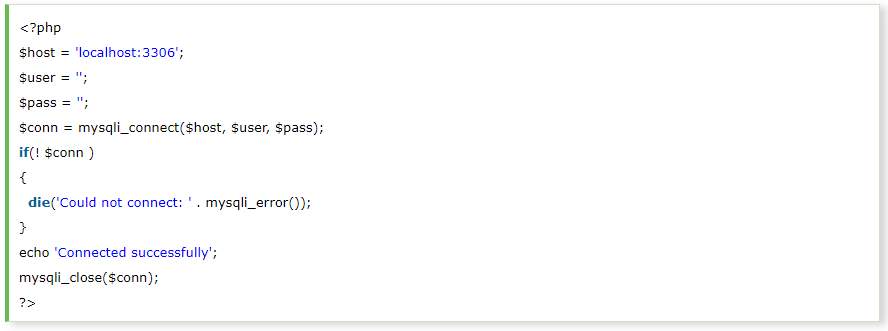 <?php
$host = 'localhost:3306';
$user = '';
$pass = '';
$conn = mysqli_connect($host, $user, $pass);
if(! $conn )
{
  die('Could not connect: ' . mysqli_error());
}
echo 'Connected successfully';
mysqli_close($conn);
?>